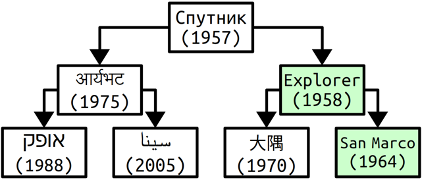 Спутник
(1957)
आर्यभट
(1975)
Explorer
(1958)
אופק
(1988)
سينا
(2005)
大隅
(1970)
San Marco
(1964)